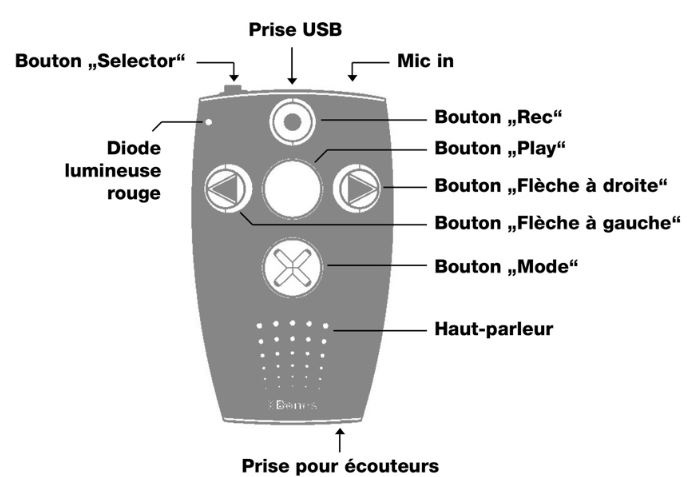 Prise USB
Bouton „Selector“
Mic in
Bouton „Rec“
Diode
lumineuse
rouge
Bouton „Play“
Bouton „Flèche à droite“
Bouton „Flèche à gauche“
Bouton „Mode“
Haut-parleur
Prise pour écouteurs